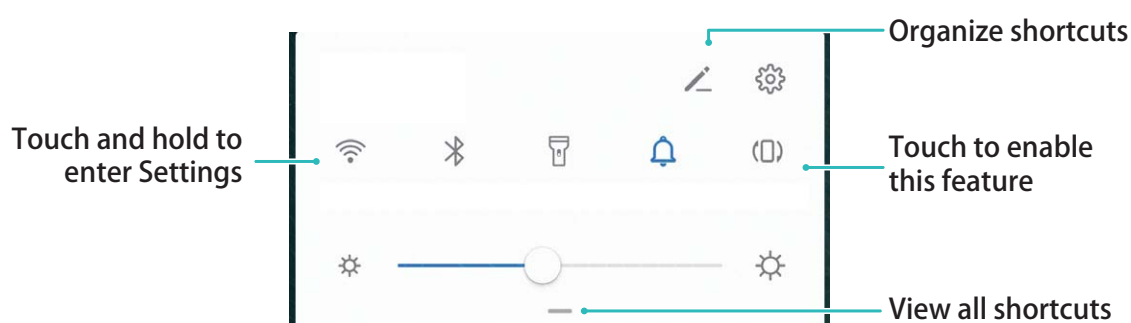 Organize shortcuts
Touch and hold to
enter Settings
Touch to enable
this feature
View all shortcuts